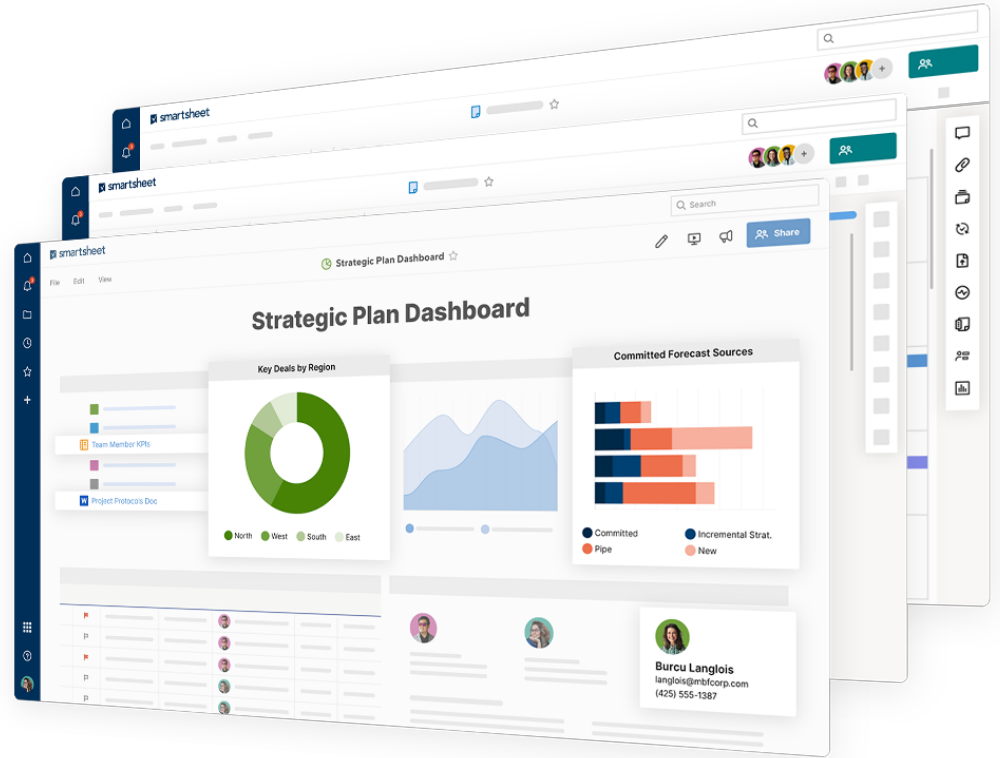 smartsheet
smartsheet
smartsheet
Search
Strategic Plan Dashboard
Share
File Edit View
Strategic Plan Dashboard
Key Deals by Region
Committed Forecast Sources
Team Member KPIs
Project Protoco's Doc
North West South East
Committed Incremental Strat.
Pipe New
Burcu Langlois
langlois@mbfcorp.com
(425) 555-1387